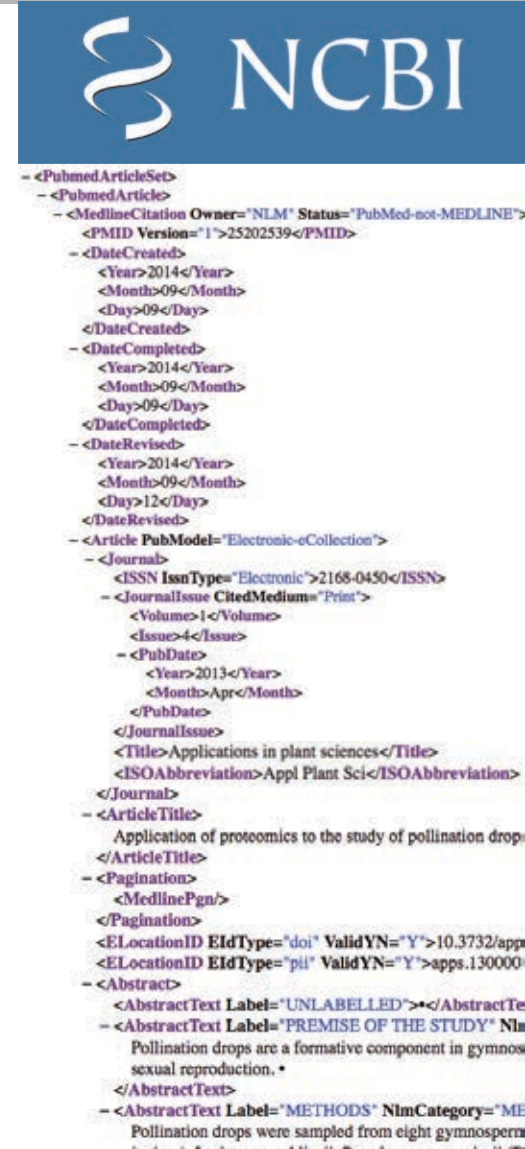 NCBI
- <PubmedArticleSet>
- <PubmedArticle>
- <MedlineCitation Owner="NLM" Status="PubMed-not-MEDLINE">
<PMID Version="1">25202539</PMID>
- <DateCreated>
<Year>2014</Year>
<Month>09</Month>
<Day>09</Day>
</DateCreated>
- <DateCompleted>
<Year>2014</Year>
<Month>09</Month>
<Day>09</Day>
</DateCompleted>
- <DateRevised>
<Year>2014</Year>
<Month>09</Month>
<Day>12</Day>
</DateRevised>
- <Article PubModel="Electronic-eCollection">
- <Journal>
<ISSN IssnType="Electronic">2168-0450</ISSN>
- <JournalIssue CitedMedium="Print">
<Volume>1</Volume>
<Issue>4</Issue>
- <PubDate>
<Year>2013</Year>
<Month>Apr</Month>
</PubDate>
</JournalIssue>
<Title>Applications in plant sciences</Title>
<ISOAbbreviation>Appl Plant Sci</ISOAbbreviation>
</Journal>
- <ArticleTitle>
Application of proteomics to the study of pollination drop
</ArticleTitle>
- <Pagination>
<MedlinePgn/>
</Pagination>
<ELocationID EIdType="doi" ValidYN="Y">10.3732/app
<ELocationID EIdType="pii" ValidYN="Y">apps.130000
- <Abstract>
<AbstractText Label="UNLABELLED">•</AbstractTe
- <AbstractText Label="PREMISE OF THE STUDY" Nlm
Pollination drops are a formative component in gymnos
sexual reproduction. •
</AbstractText>
- <AbstractText Label="METHODS" NlmCategory="ME
Pollination drops were sampled from eight gymnosperm